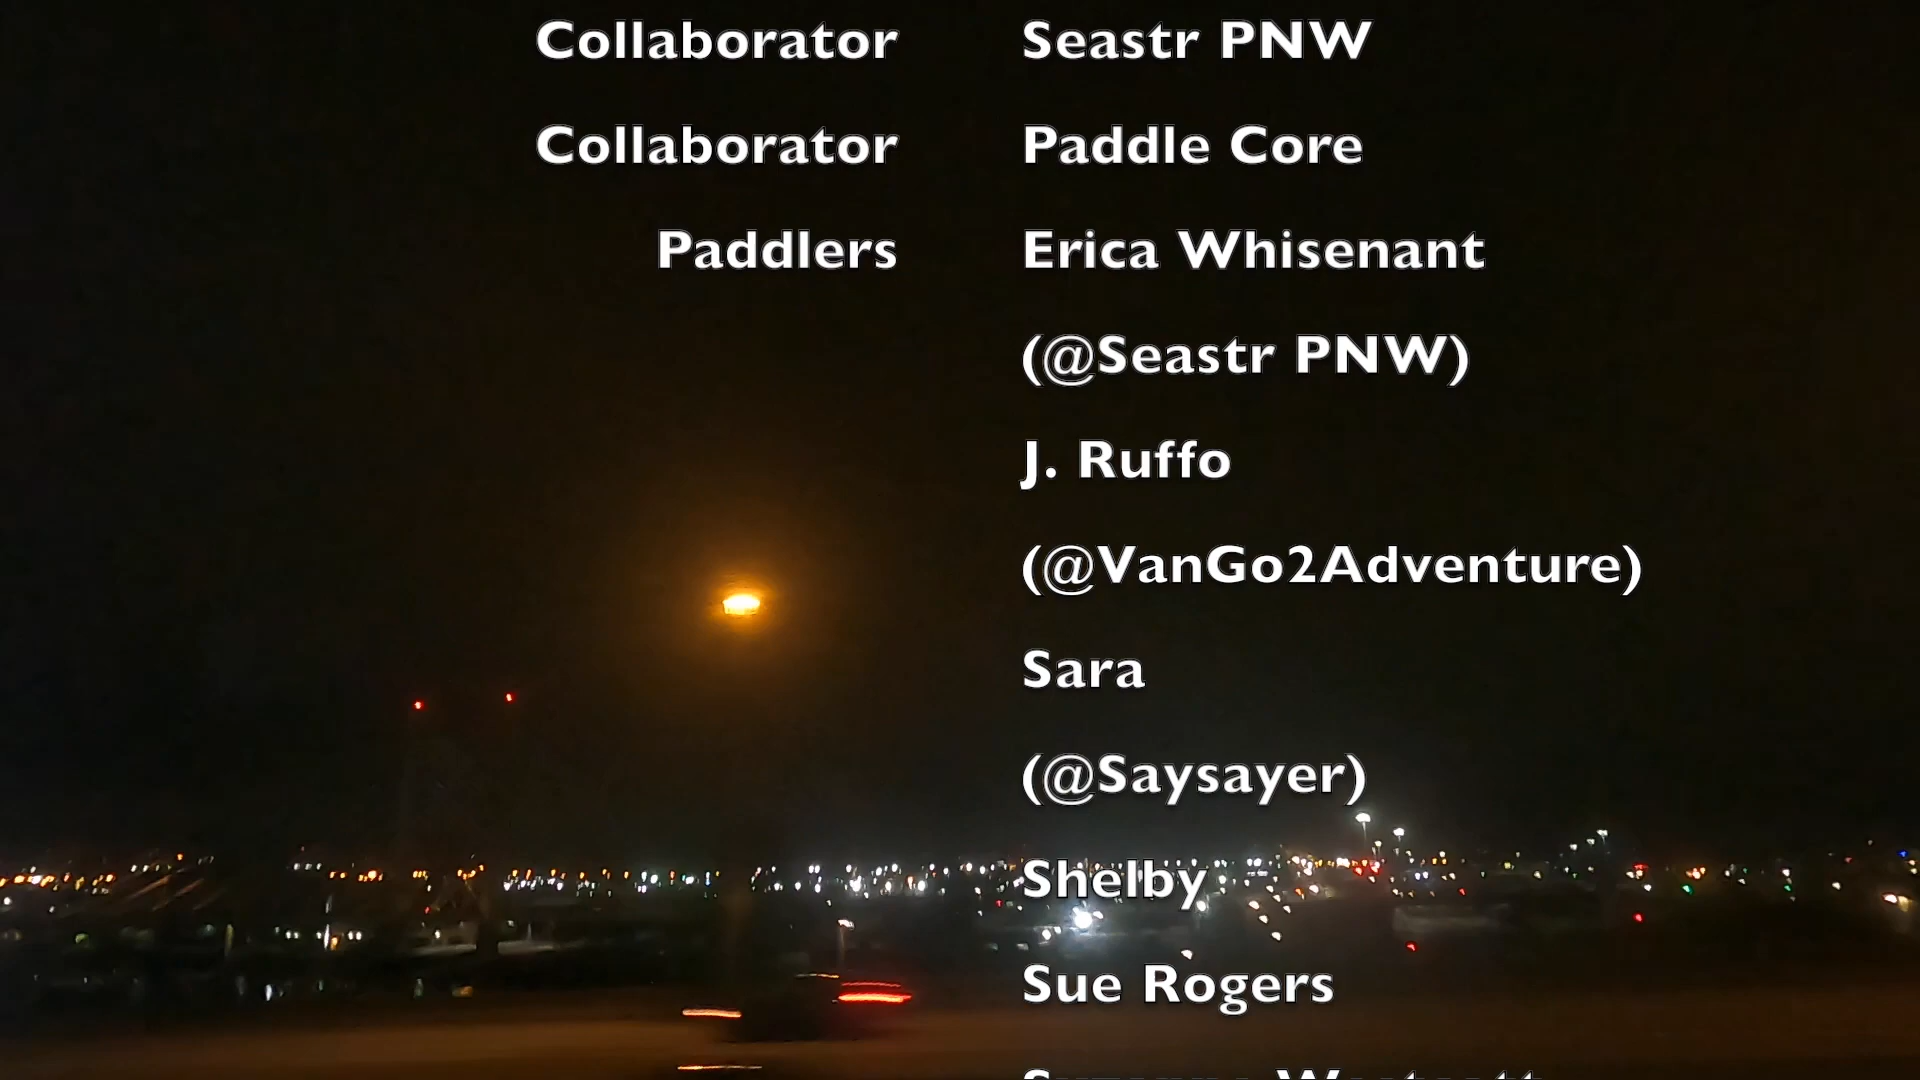 Collaborator Seastr PNW
Collaborator Paddle Core
Paddlers Erica Whisenant
(@Seastr PNW)
J. Ruffo
(@VanGo2Adventure)
Sara
(@Saysayer)
Shelby
Sue Rogers